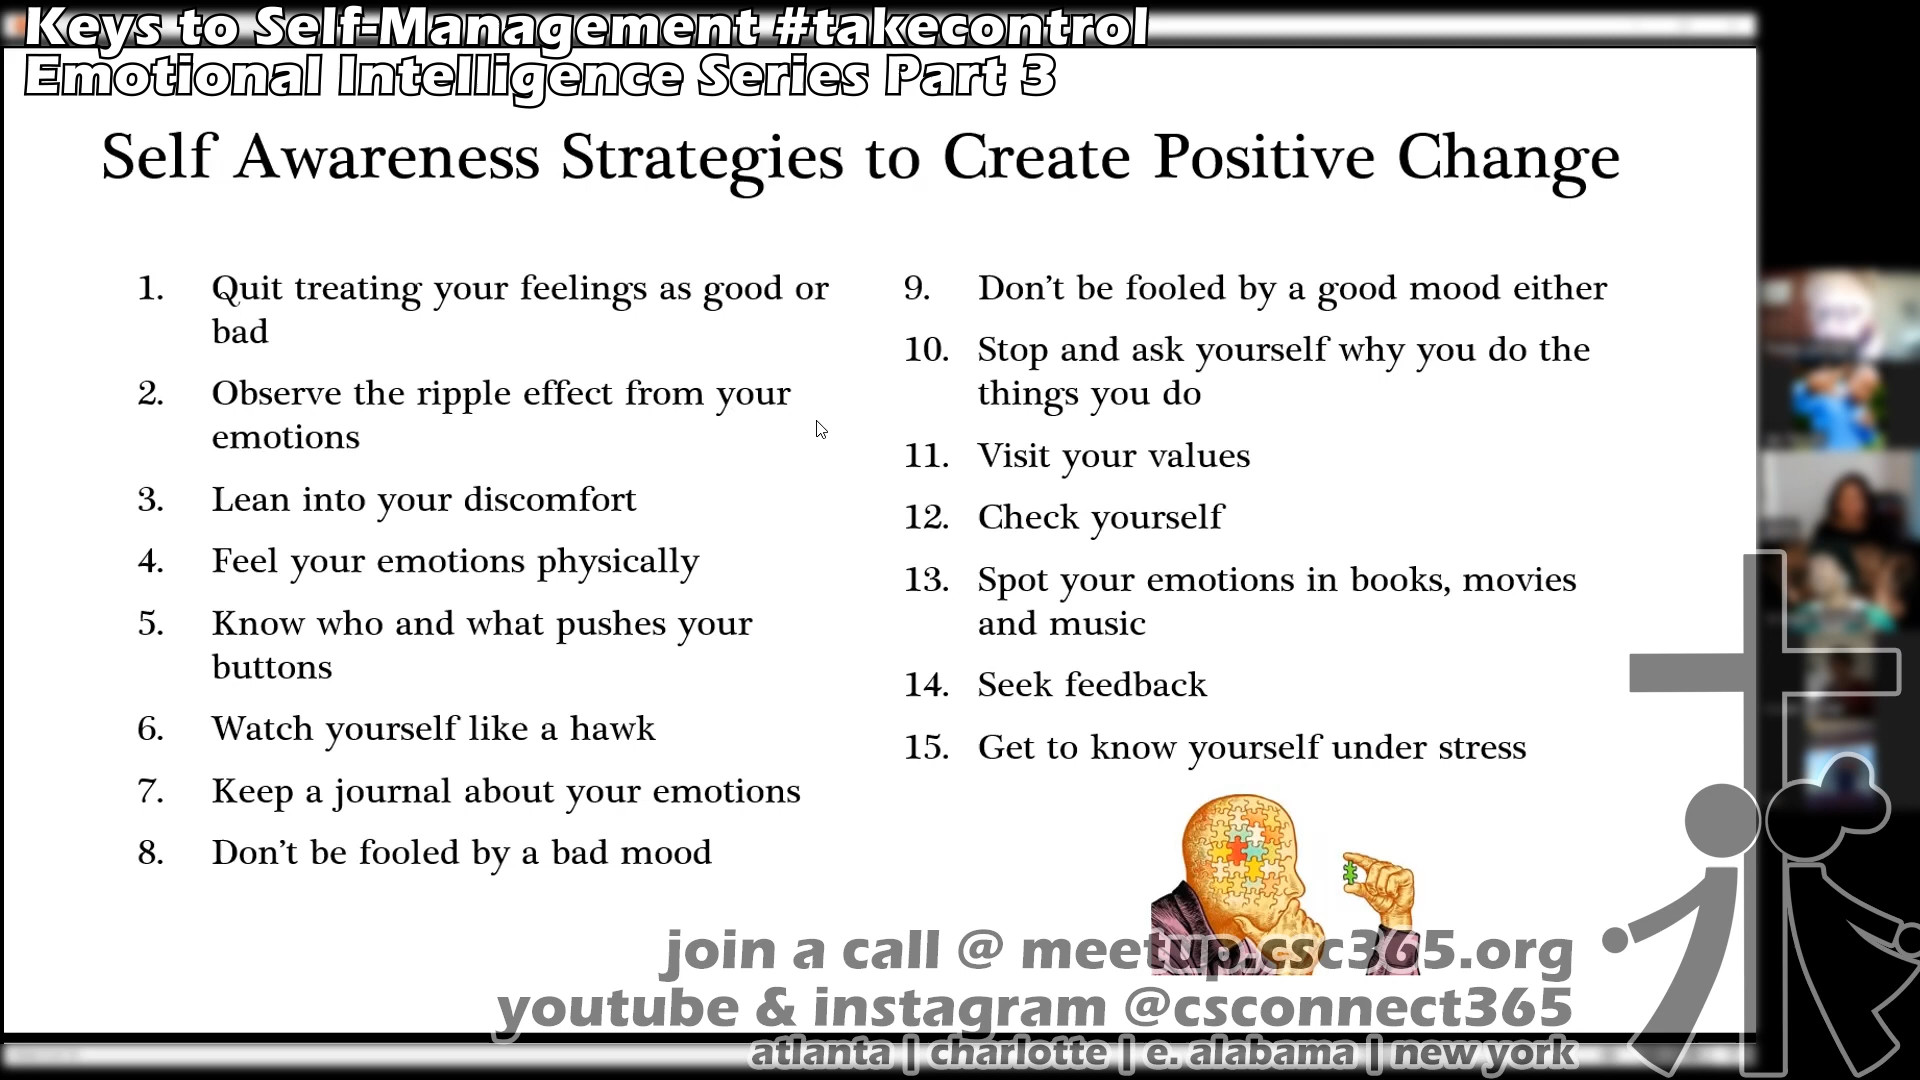 Keys to Self-Management #takecontrol
Emotional Intelligence Series Part 3
Self Awareness Strategies to Create Positive Change
1. Quit treating your feelings as good or
bad
2. Observe the ripple effect from your
emotions
3. Lean into your discomfort
4. Feel your emotions physically
5. Know who and what pushes your
buttons
6. Watch yourself like a hawk
7. Keep a journal about your emotions
8. Don’t be fooled by a bad mood
9. Don’t be fooled by a good mood either
10. Stop and ask yourself why you do the
things you do
11. Visit your values
12. Check yourself
13. Spot your emotions in books, movies
and music
14. Seek feedback
15. Get to know yourself under stress
join a call @ meetup.csc365.org
youtube & instagram @csconnect365
atlanta | charlotte | e. alabama | new york